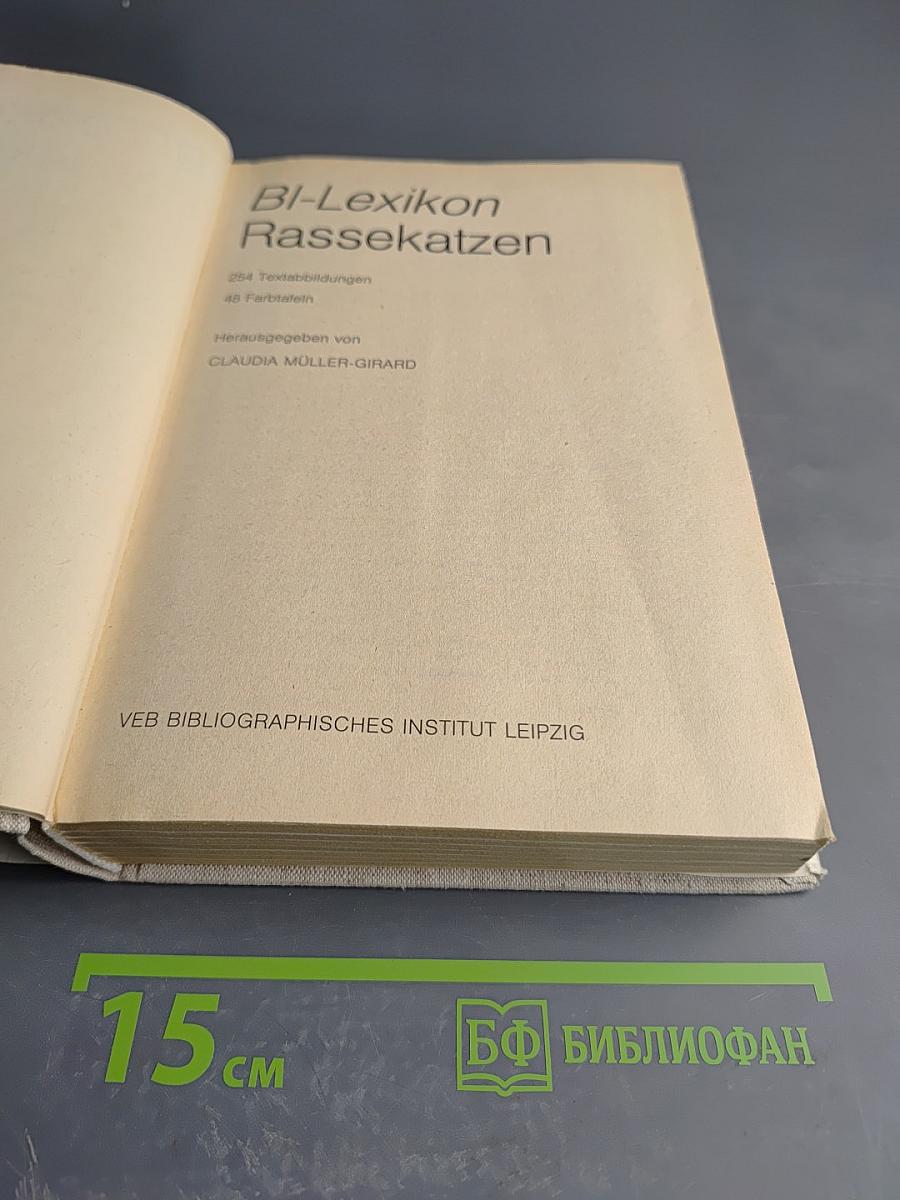 BI-Lexikon
Rassekatzen
254 Textabbildungen
48 Farbtafeln
Herausgegeben von
CLAUDIA MÜLLER-GIRARD
VEB BIBLIOGRAPHISCHES INSTITUT LEIPZIG
15 см
БФ БИБЛИОФАН